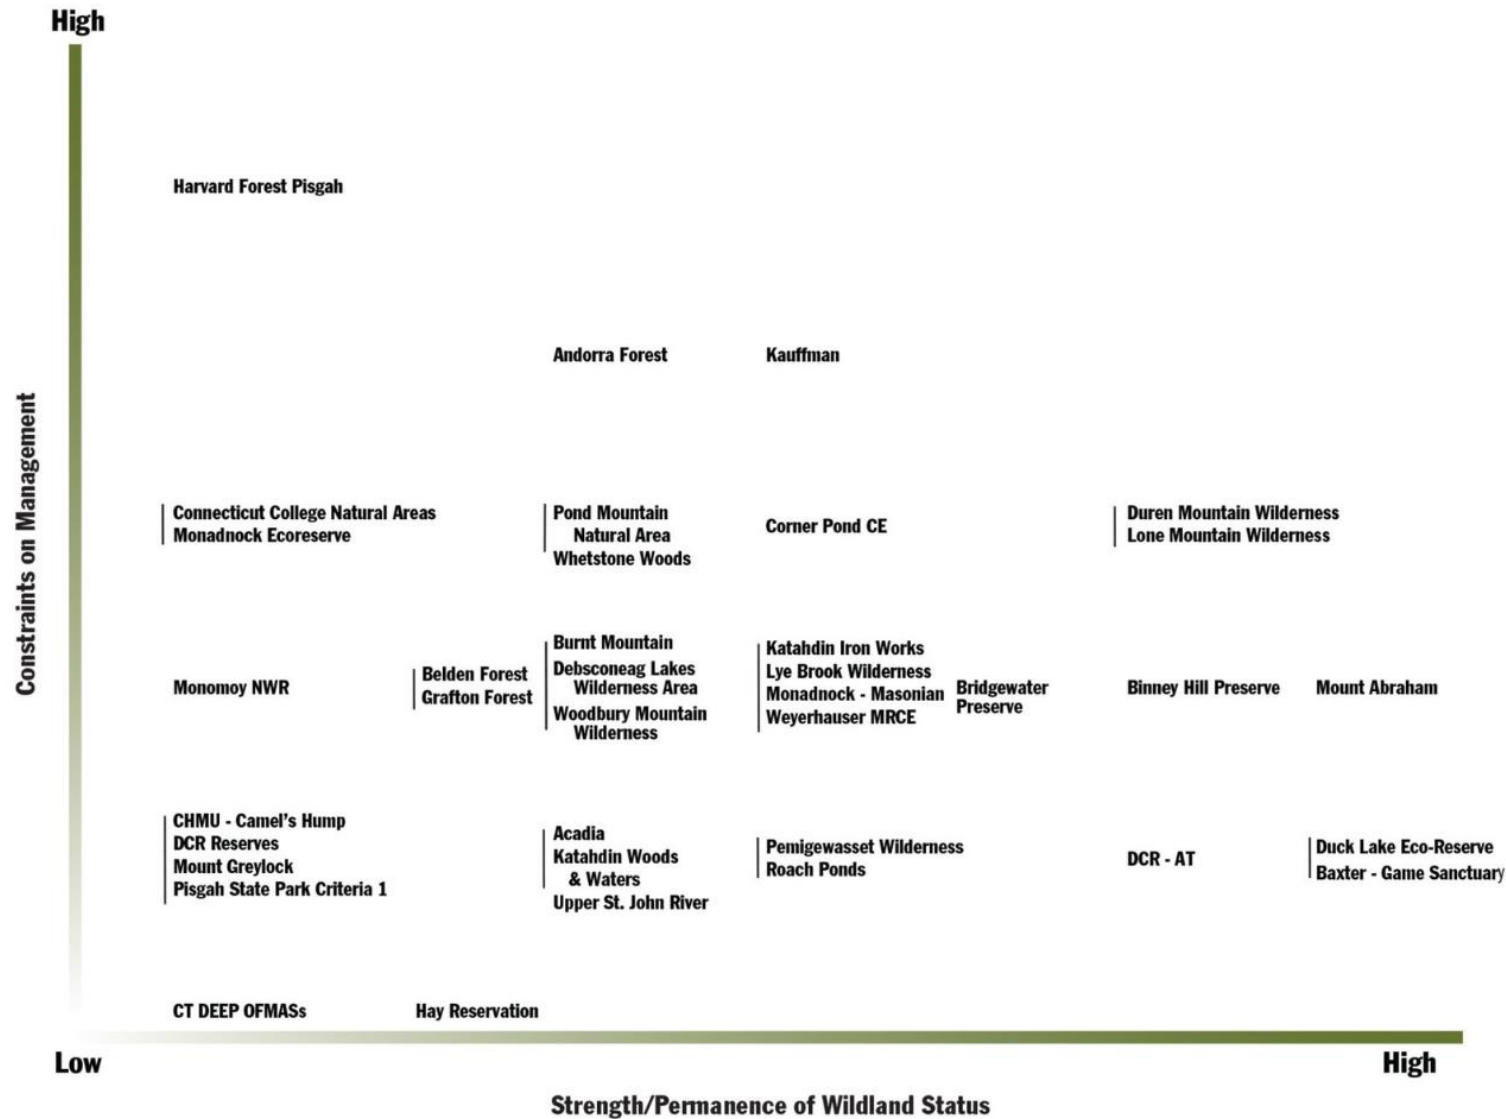 High
Harvard Forest Pisgah
Andorra Forest
Kauffman
Constraints on Management
Connecticut College Natural Areas
Monadnock Ecoreserve
Pond Mountain
Natural Area
Whetstone Woods
Corner Pond CE
Duren Mountain Wilderness
Lone Mountain Wilderness
Monomoy NWR
Belden Forest
Grafton Forest
Burnt Mountain
Debsconeag Lakes
Wilderness Area
Woodbury Mountain
Wilderness
Katahdin Iron Works
Lye Brook Wilderness
Monadnock - Masonian
Weyerhauser MRCE
Bridgewater
Preserve
Binney Hill Preserve
Mount Abraham
CHMU - Camel's Hump
DCR Reserves
Mount Greylock
Pisgah State Park Criteria 1
Acadia
Katahdin Woods
& Waters
Upper St. John River
Pemigewasset Wilderness
Roach Ponds
DCR - AT
Duck Lake Eco-Reserve
Baxter - Game Sanctuary
CT DEEP OFMASs
Hay Reservation
Low
High
Strength/Permanence of Wildland Status